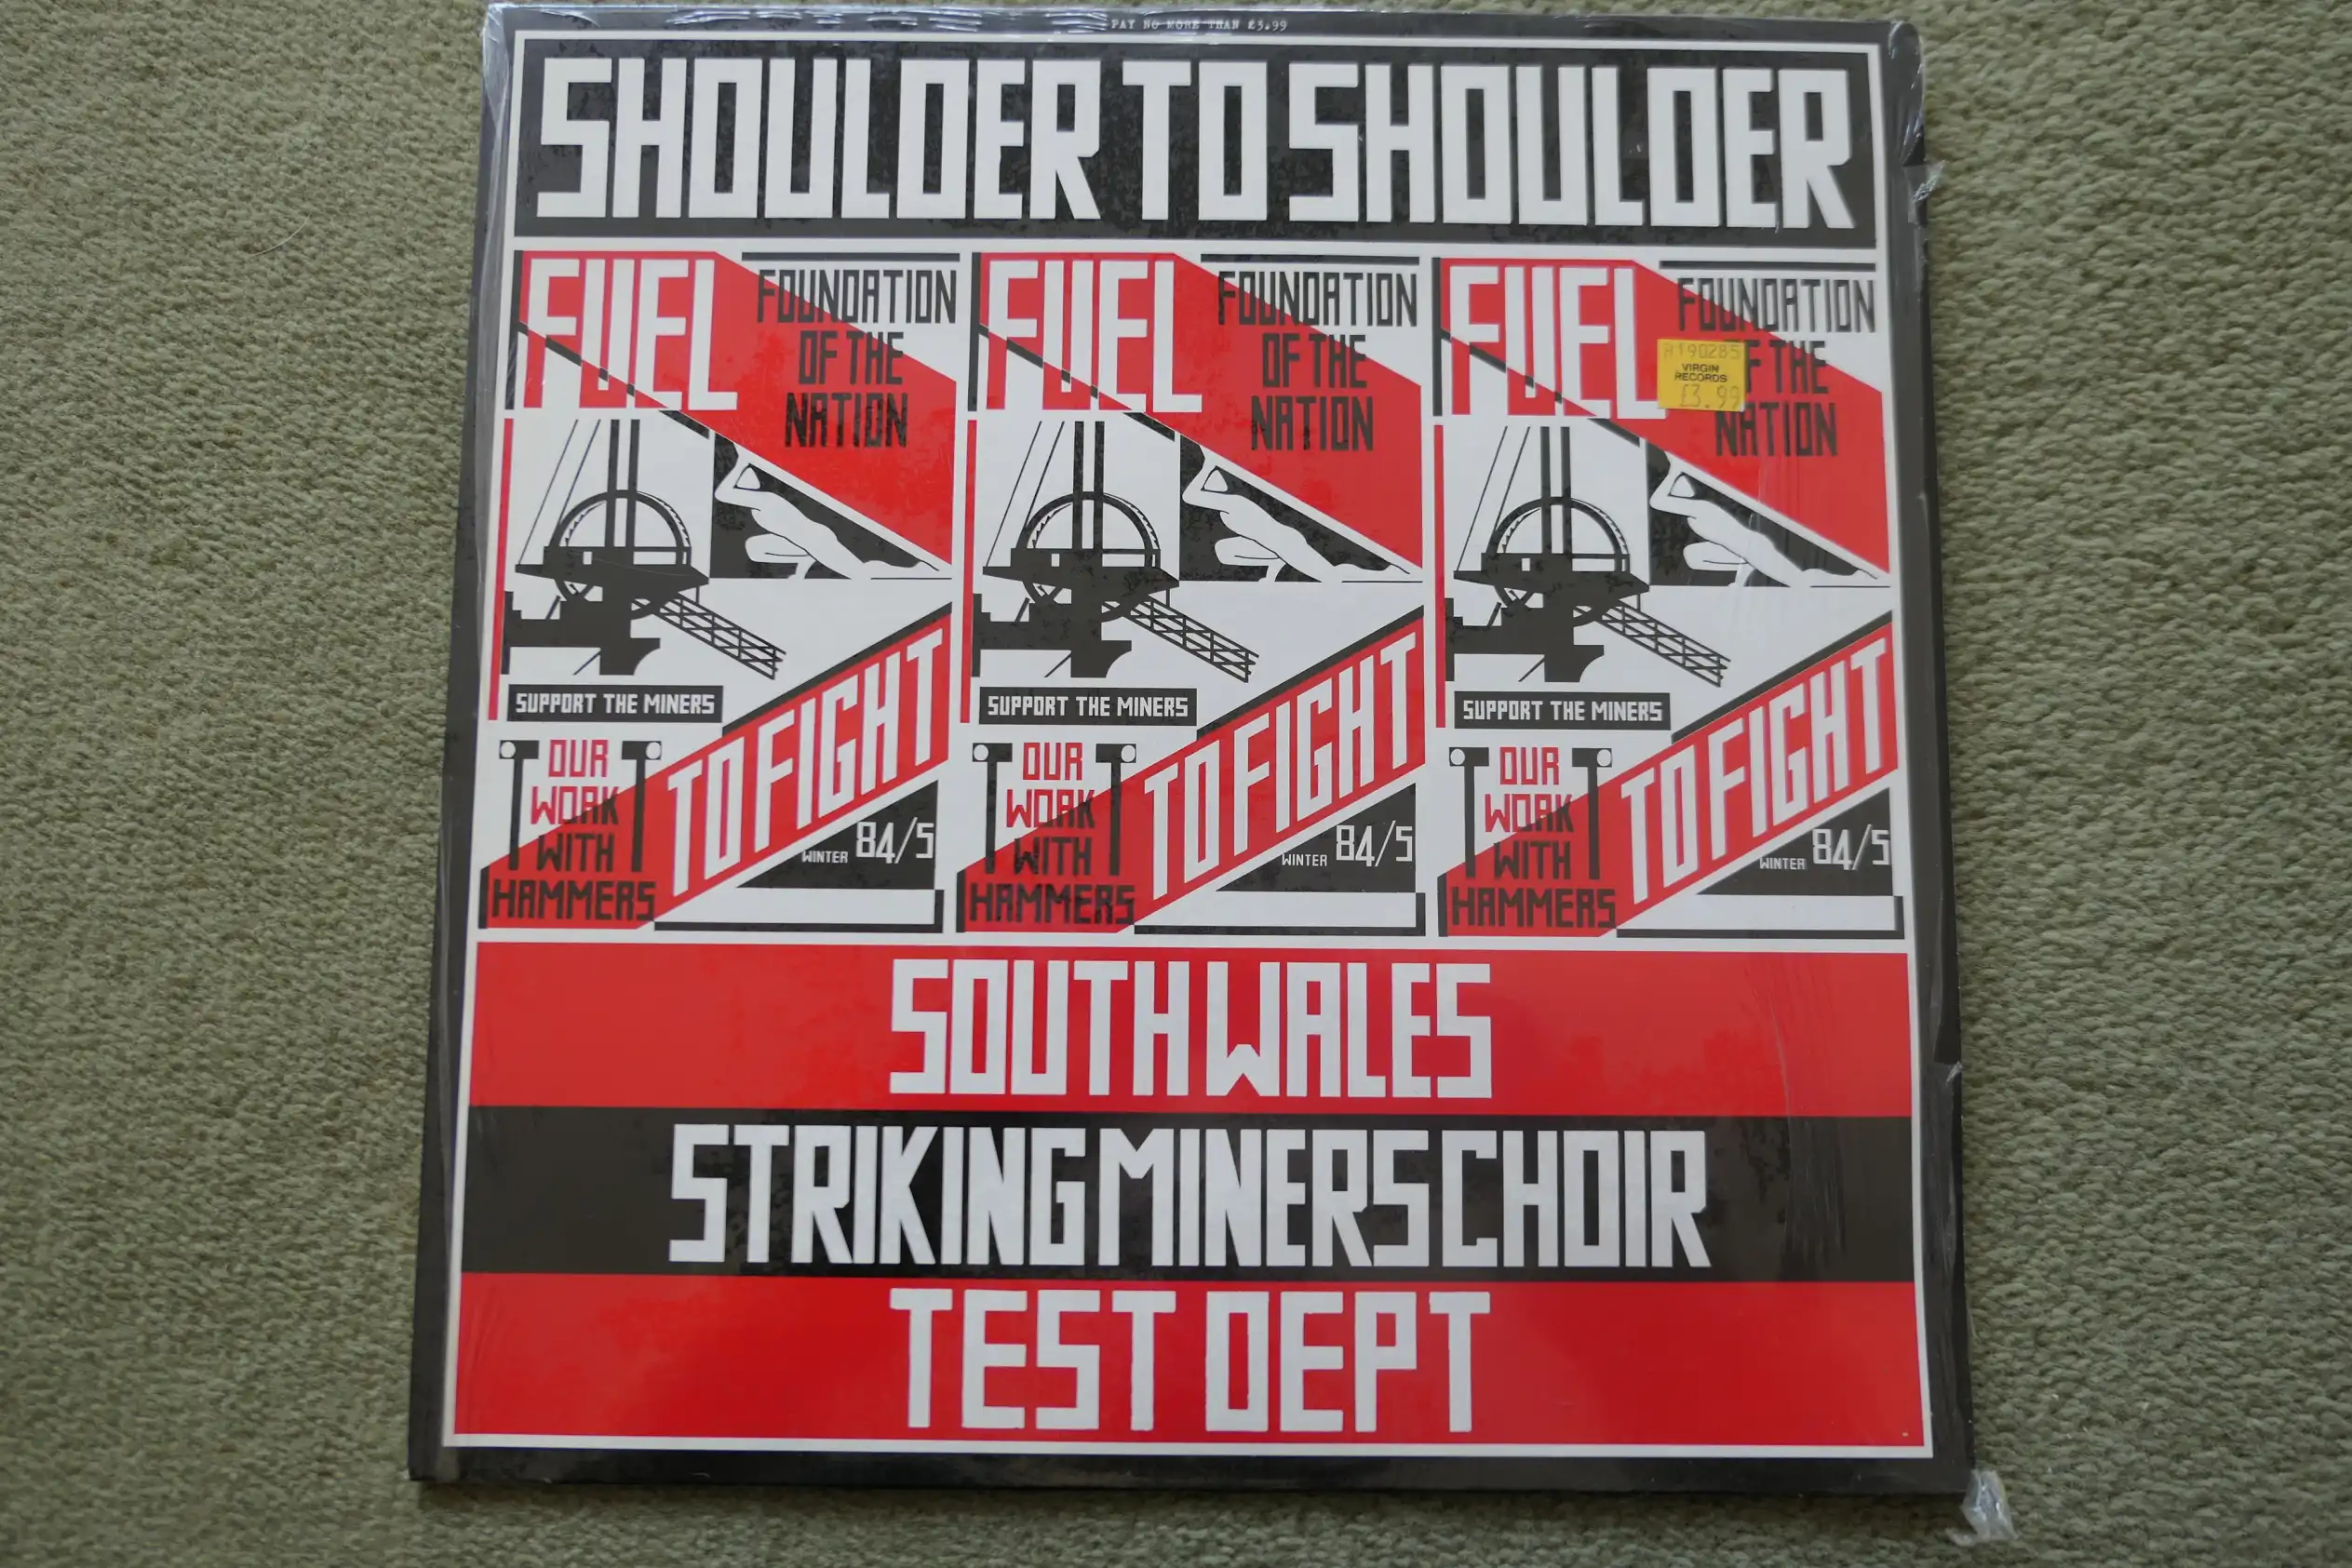 PAY NO MORE THAN £5.99
SHOULDER TO SHOULDER
FUEL
FOUNDATION
OF THE
NATION
SUPPORT THE MINERS
OUR
WORK
WITH
HAMMERS
TO FIGHT
WINTER 84/5
FUEL
FOUNDATION
OF THE
NATION
SUPPORT THE MINERS
OUR
WORK
WITH
HAMMERS
TO FIGHT
WINTER 84/5
FUEL
FOUNDATION
F THE
NATION
A190285
VIRGIN
RECORDS
£3.99
SUPPORT THE MINERS
OUR
WORK
WITH
HAMMERS
TO FIGHT
WINTER 84/5
SOUTH WALES
STRIKING MINERS CHOIR
TEST DEPT